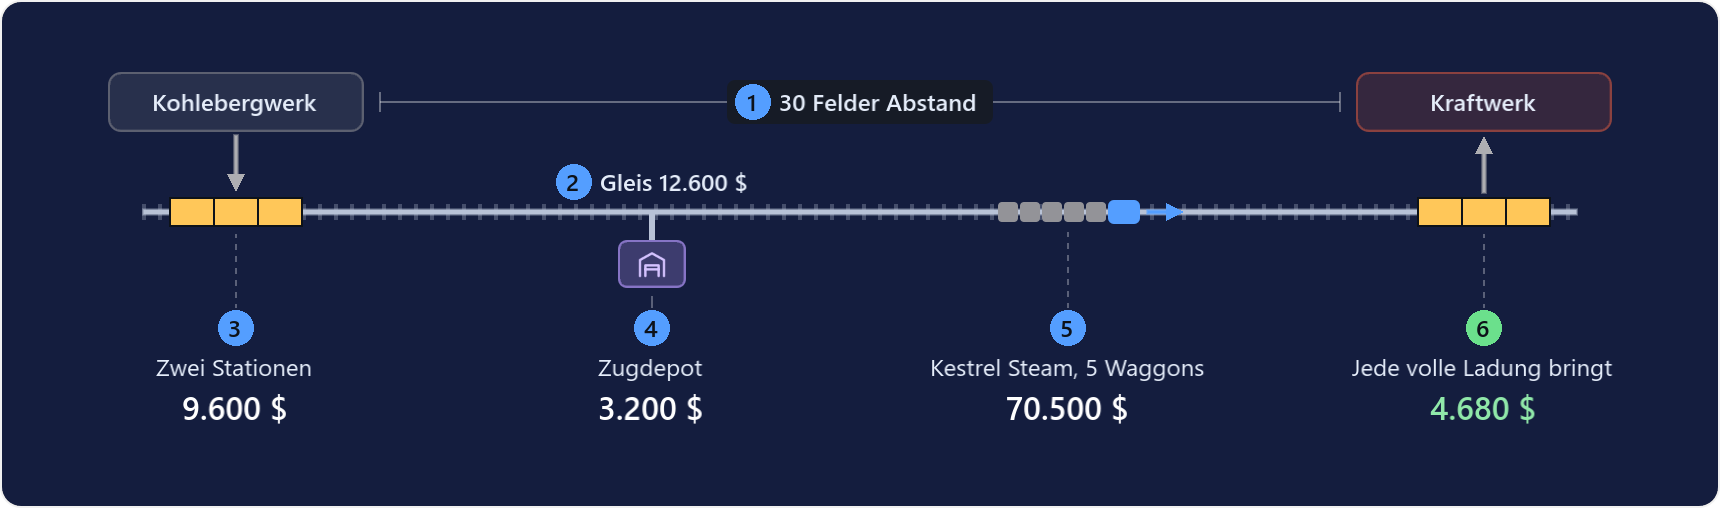 Kohlebergwerk
1 30 Felder Abstand
Kraftwerk
2 Gleis 12.600 $
3
Zwei Stationen
9.600 $
4
Zugdepot
3.200 $
5
Kestrel Steam, 5 Waggons
70.500 $
6
Jede volle Ladung bringt
4.680 $